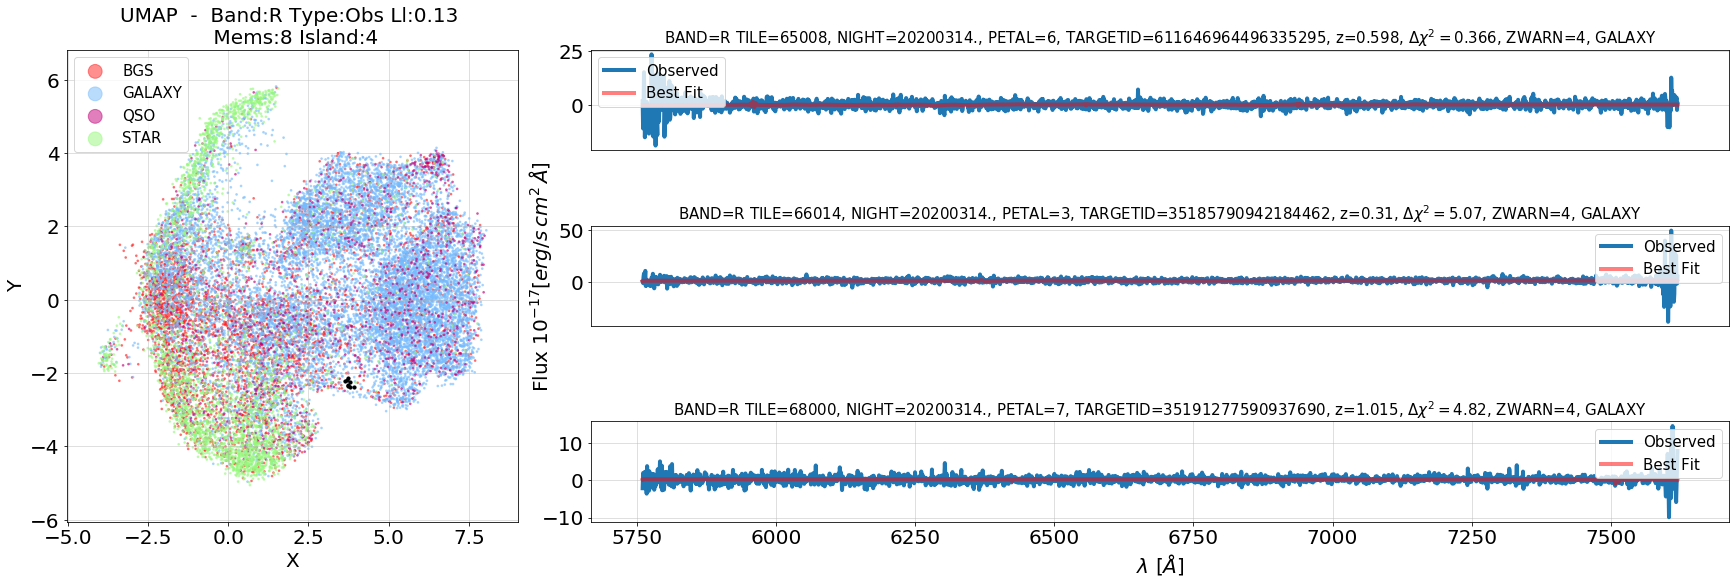 UMAP - Band:R Type:Obs Ll:0.13
Mems:8 Island:4
BGS
GALAXY
QSO
STAR
6
4
2
0
−2
−4
−6
Y
−5.0 −2.5 0.0 2.5 5.0 7.5
X
BAND=R TILE=65008, NIGHT=20200314., PETAL=6, TARGETID=611646964496335295, z=0.598, Δχ² = 0.366, ZWARN=4, GALAXY
25
0
Observed
Best Fit
BAND=R TILE=66014, NIGHT=20200314., PETAL=3, TARGETID=35185790942184462, z=0.31, Δχ² = 5.07, ZWARN=4, GALAXY
50
0
Observed
Best Fit
Flux 10⁻¹⁷[erg/s cm² Å]
BAND=R TILE=68000, NIGHT=20200314., PETAL=7, TARGETID=35191277590937690, z=1.015, Δχ² = 4.82, ZWARN=4, GALAXY
10
0
−10
Observed
Best Fit
5750 6000 6250 6500 6750 7000 7250 7500
λ [Å]